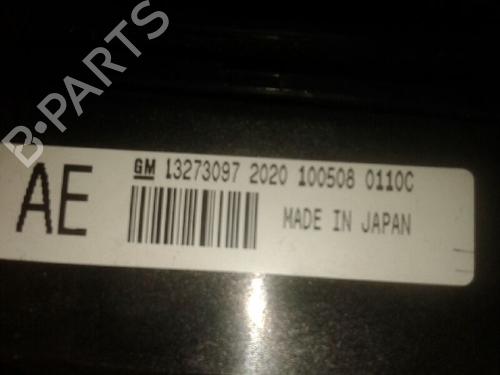 B-PARTS
AE
GM 13273097 2020 100508 0110C
MADE IN JAPAN